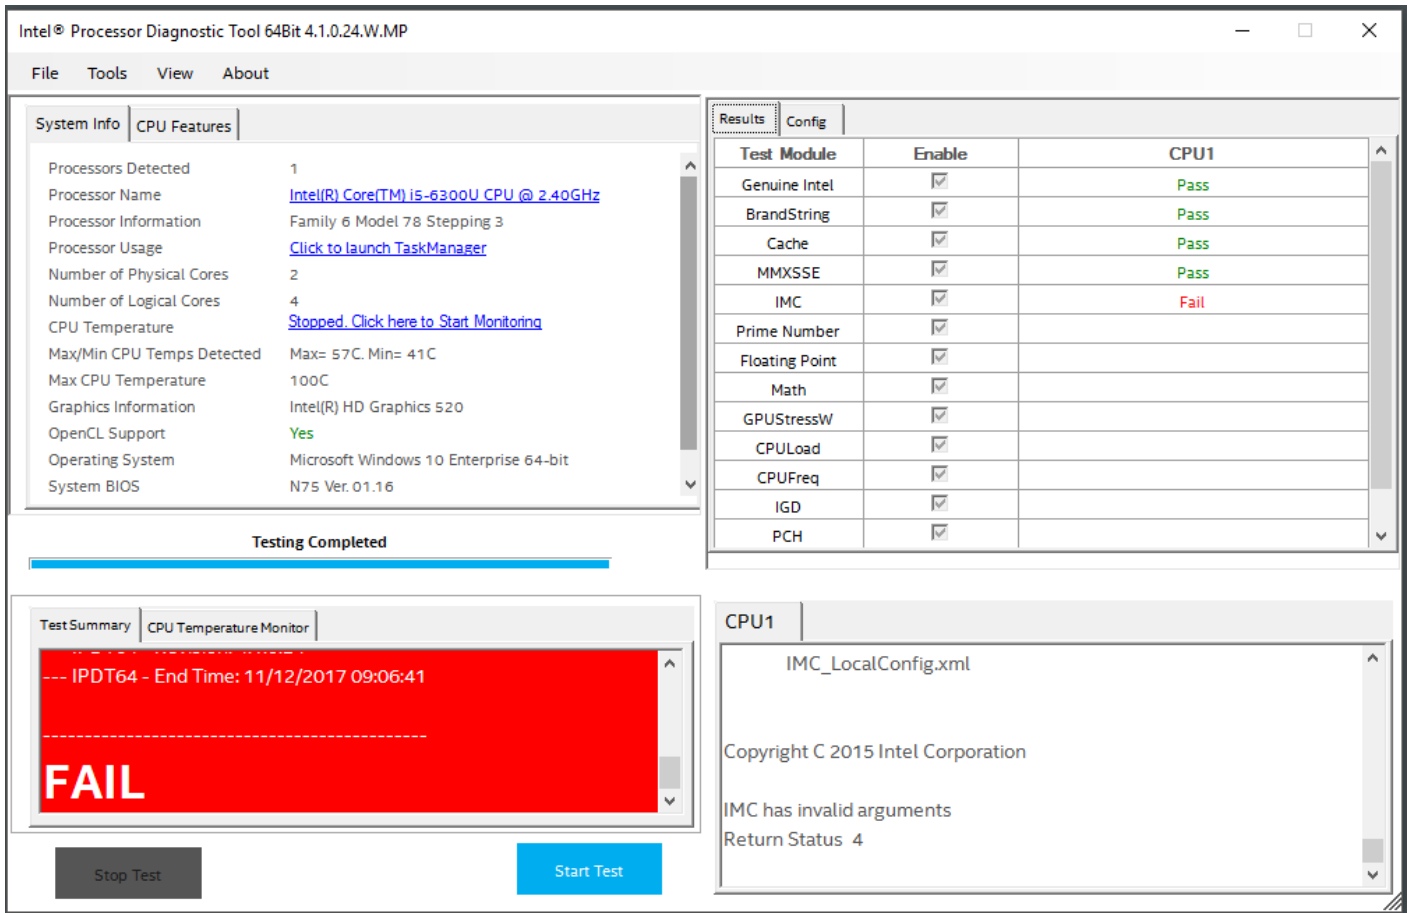 Intel® Processor Diagnostic Tool 64Bit 4.1.0.24.W.MP
File Tools View About
System Info CPU Features
Processors Detected 1
Processor Name Intel(R) Core(TM) i5-6300U CPU @ 2.40GHz
Processor Information Family 6 Model 78 Stepping 3
Processor Usage Click to launch TaskManager
Number of Physical Cores 2
Number of Logical Cores 4
CPU Temperature Stopped. Click here to Start Monitoring
Max/Min CPU Temps Detected Max= 57C. Min= 41C
Max CPU Temperature 100C
Graphics Information Intel(R) HD Graphics 520
OpenCL Support Yes
Operating System Microsoft Windows 10 Enterprise 64-bit
System BIOS N75 Ver. 01.16
Results Config
Test Module Enable CPU1
Genuine Intel Pass
BrandString Pass
Cache Pass
MMXSSE Pass
IMC Fail
Prime Number
Floating Point
Math
GPUStressW
CPULoad
CPUFreq
IGD
PCH
Testing Completed
Test Summary CPU Temperature Monitor
--- IPDT64 - End Time: 11/12/2017 09:06:41
----------------------------------------------
FAIL
Stop Test Start Test
CPU1
IMC_LocalConfig.xml
Copyright C 2015 Intel Corporation
IMC has invalid arguments
Return Status 4